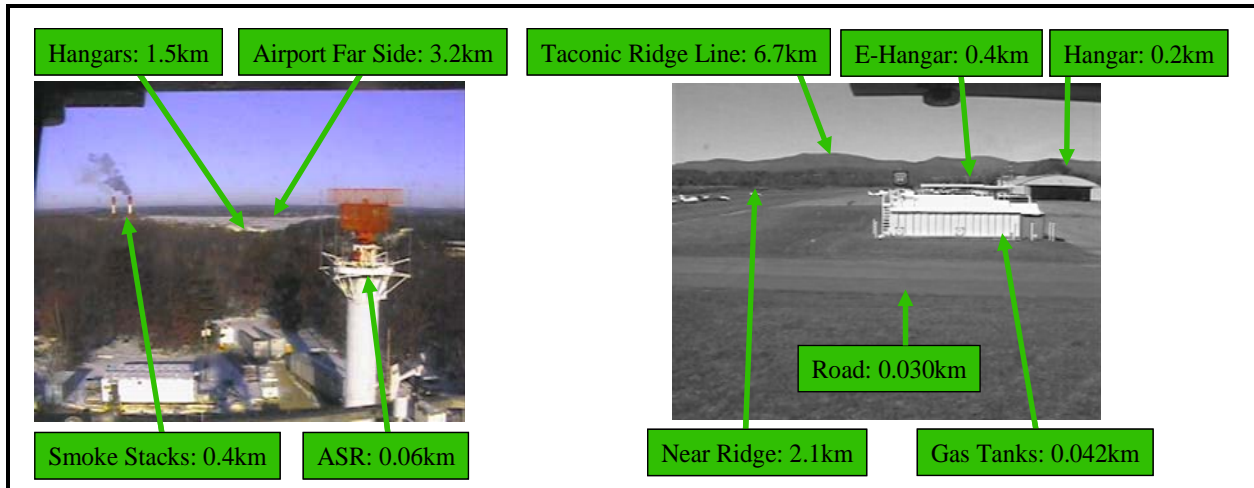 Hangars: 1.5km
Airport Far Side: 3.2km
Taconic Ridge Line: 6.7km
E-Hangar: 0.4km
Hangar: 0.2km
Road: 0.030km
Smoke Stacks: 0.4km
ASR: 0.06km
Near Ridge: 2.1km
Gas Tanks: 0.042km